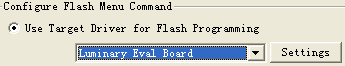 Configure Flash Menu Command
Use Target Driver for Flash Programming
Luminary Eval Board
Settings